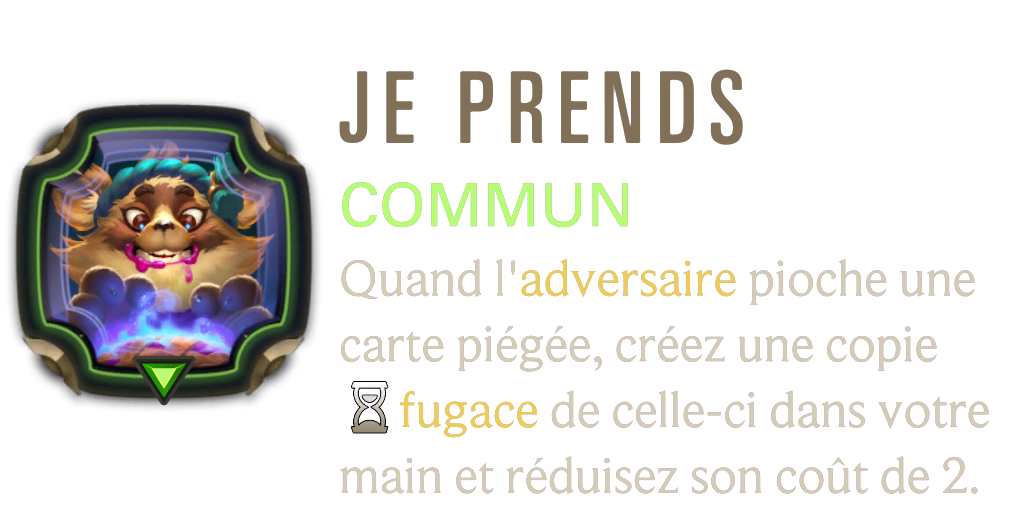 JE PRENDS
COMMUN
Quand l'adversaire pioche une
carte piégée, créez une copie
fugace de celle-ci dans votre
main et réduisez son coût de 2.